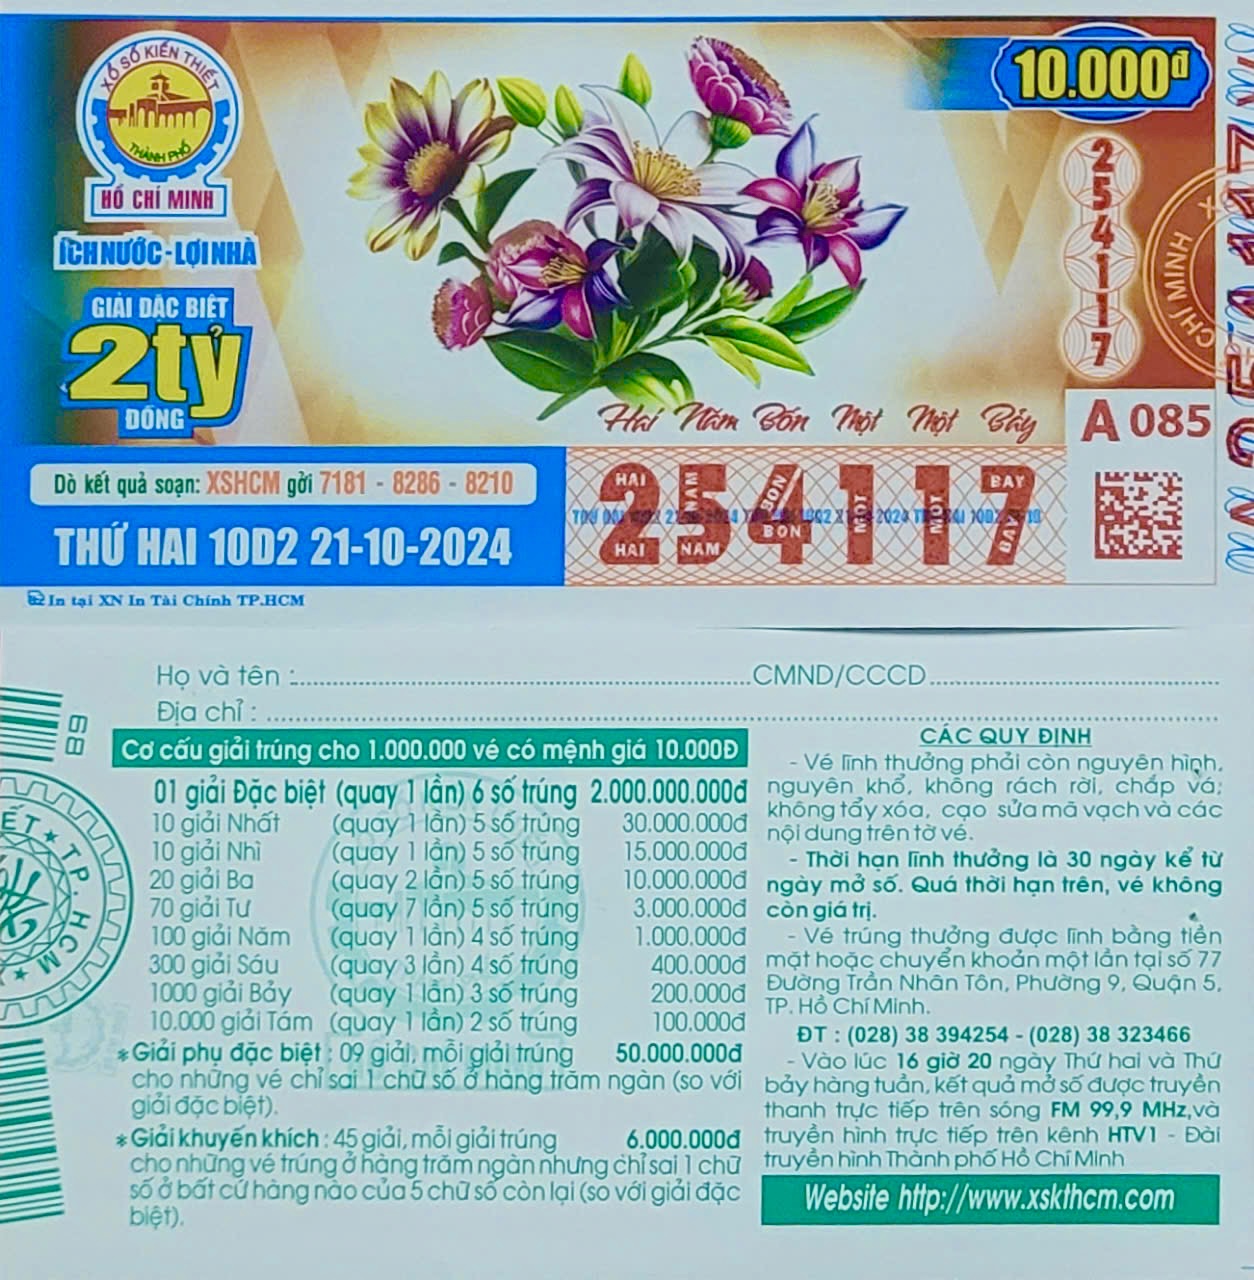 XỔ SỐ KIẾN THIẾT
THÀNH PHỐ
HỒ CHÍ MINH
ÍCH NƯỚC - LỢI NHÀ
GIẢI ĐẶC BIỆT
2tỷ
ĐỒNG
10.000đ
2
5
4
1
1
7
CHÍ MINH
Hai Năm Bốn Một Một Bảy
A 085
Dò kết quả soạn: XSHCM gởi 7181 - 8286 - 8210
THỨ HAI 10D2 21-10-2024
254117
HAI NAM BON MOT MOT BAY
HAI NAM BON BAY
In tại XN In Tài Chính TP.HCM
Họ và tên :
CMND/CCCD
Địa chỉ :
89
Cơ cấu giải trúng cho 1.000.000 vé có mệnh giá 10.000Đ
01 giải Đặc biệt (quay 1 lần) 6 số trúng 2.000.000.000đ
10 giải Nhất (quay 1 lần) 5 số trúng 30.000.000đ
10 giải Nhì (quay 1 lần) 5 số trúng 15.000.000đ
20 giải Ba (quay 2 lần) 5 số trúng 10.000.000đ
70 giải Tư (quay 7 lần) 5 số trúng 3.000.000đ
100 giải Năm (quay 1 lần) 4 số trúng 1.000.000đ
300 giải Sáu (quay 3 lần) 4 số trúng 400.000đ
1000 giải Bảy (quay 1 lần) 3 số trúng 200.000đ
10.000 giải Tám (quay 1 lần) 2 số trúng 100.000đ
*Giải phụ đặc biệt : 09 giải, mỗi giải trúng 50.000.000đ
cho những vé chỉ sai 1 chữ số ở hàng trăm ngàn (so với
giải đặc biệt).
*Giải khuyến khích : 45 giải, mỗi giải trúng 6.000.000đ
cho những vé trúng ở hàng trăm ngàn nhưng chỉ sai 1 chữ
số ở bất cứ hàng nào của 5 chữ số còn lại (so với giải đặc
biệt).
CÁC QUY ĐỊNH
- Vé lĩnh thưởng phải còn nguyên hình,
nguyên khổ, không rách rời, chắp vá;
không tẩy xóa, cạo sửa mã vạch và các
nội dung trên tờ vé.
- Thời hạn lĩnh thưởng là 30 ngày kể từ
ngày mở số. Quá thời hạn trên, vé không
còn giá trị.
- Vé trúng thưởng được lĩnh bằng tiền
mặt hoặc chuyển khoản một lần tại số 77
Đường Trần Nhân Tôn, Phường 9, Quận 5,
TP. Hồ Chí Minh.
ĐT : (028) 38 394254 - (028) 38 323466
- Vào lúc 16 giờ 20 ngày Thứ hai và Thứ
bảy hàng tuần, kết quả mở số được truyền
thanh trực tiếp trên sóng FM 99,9 MHz,và
truyền hình trực tiếp trên kênh HTV1 - Đài
truyền hình Thành phố Hồ Chí Minh
Website http://www.xskthcm.com